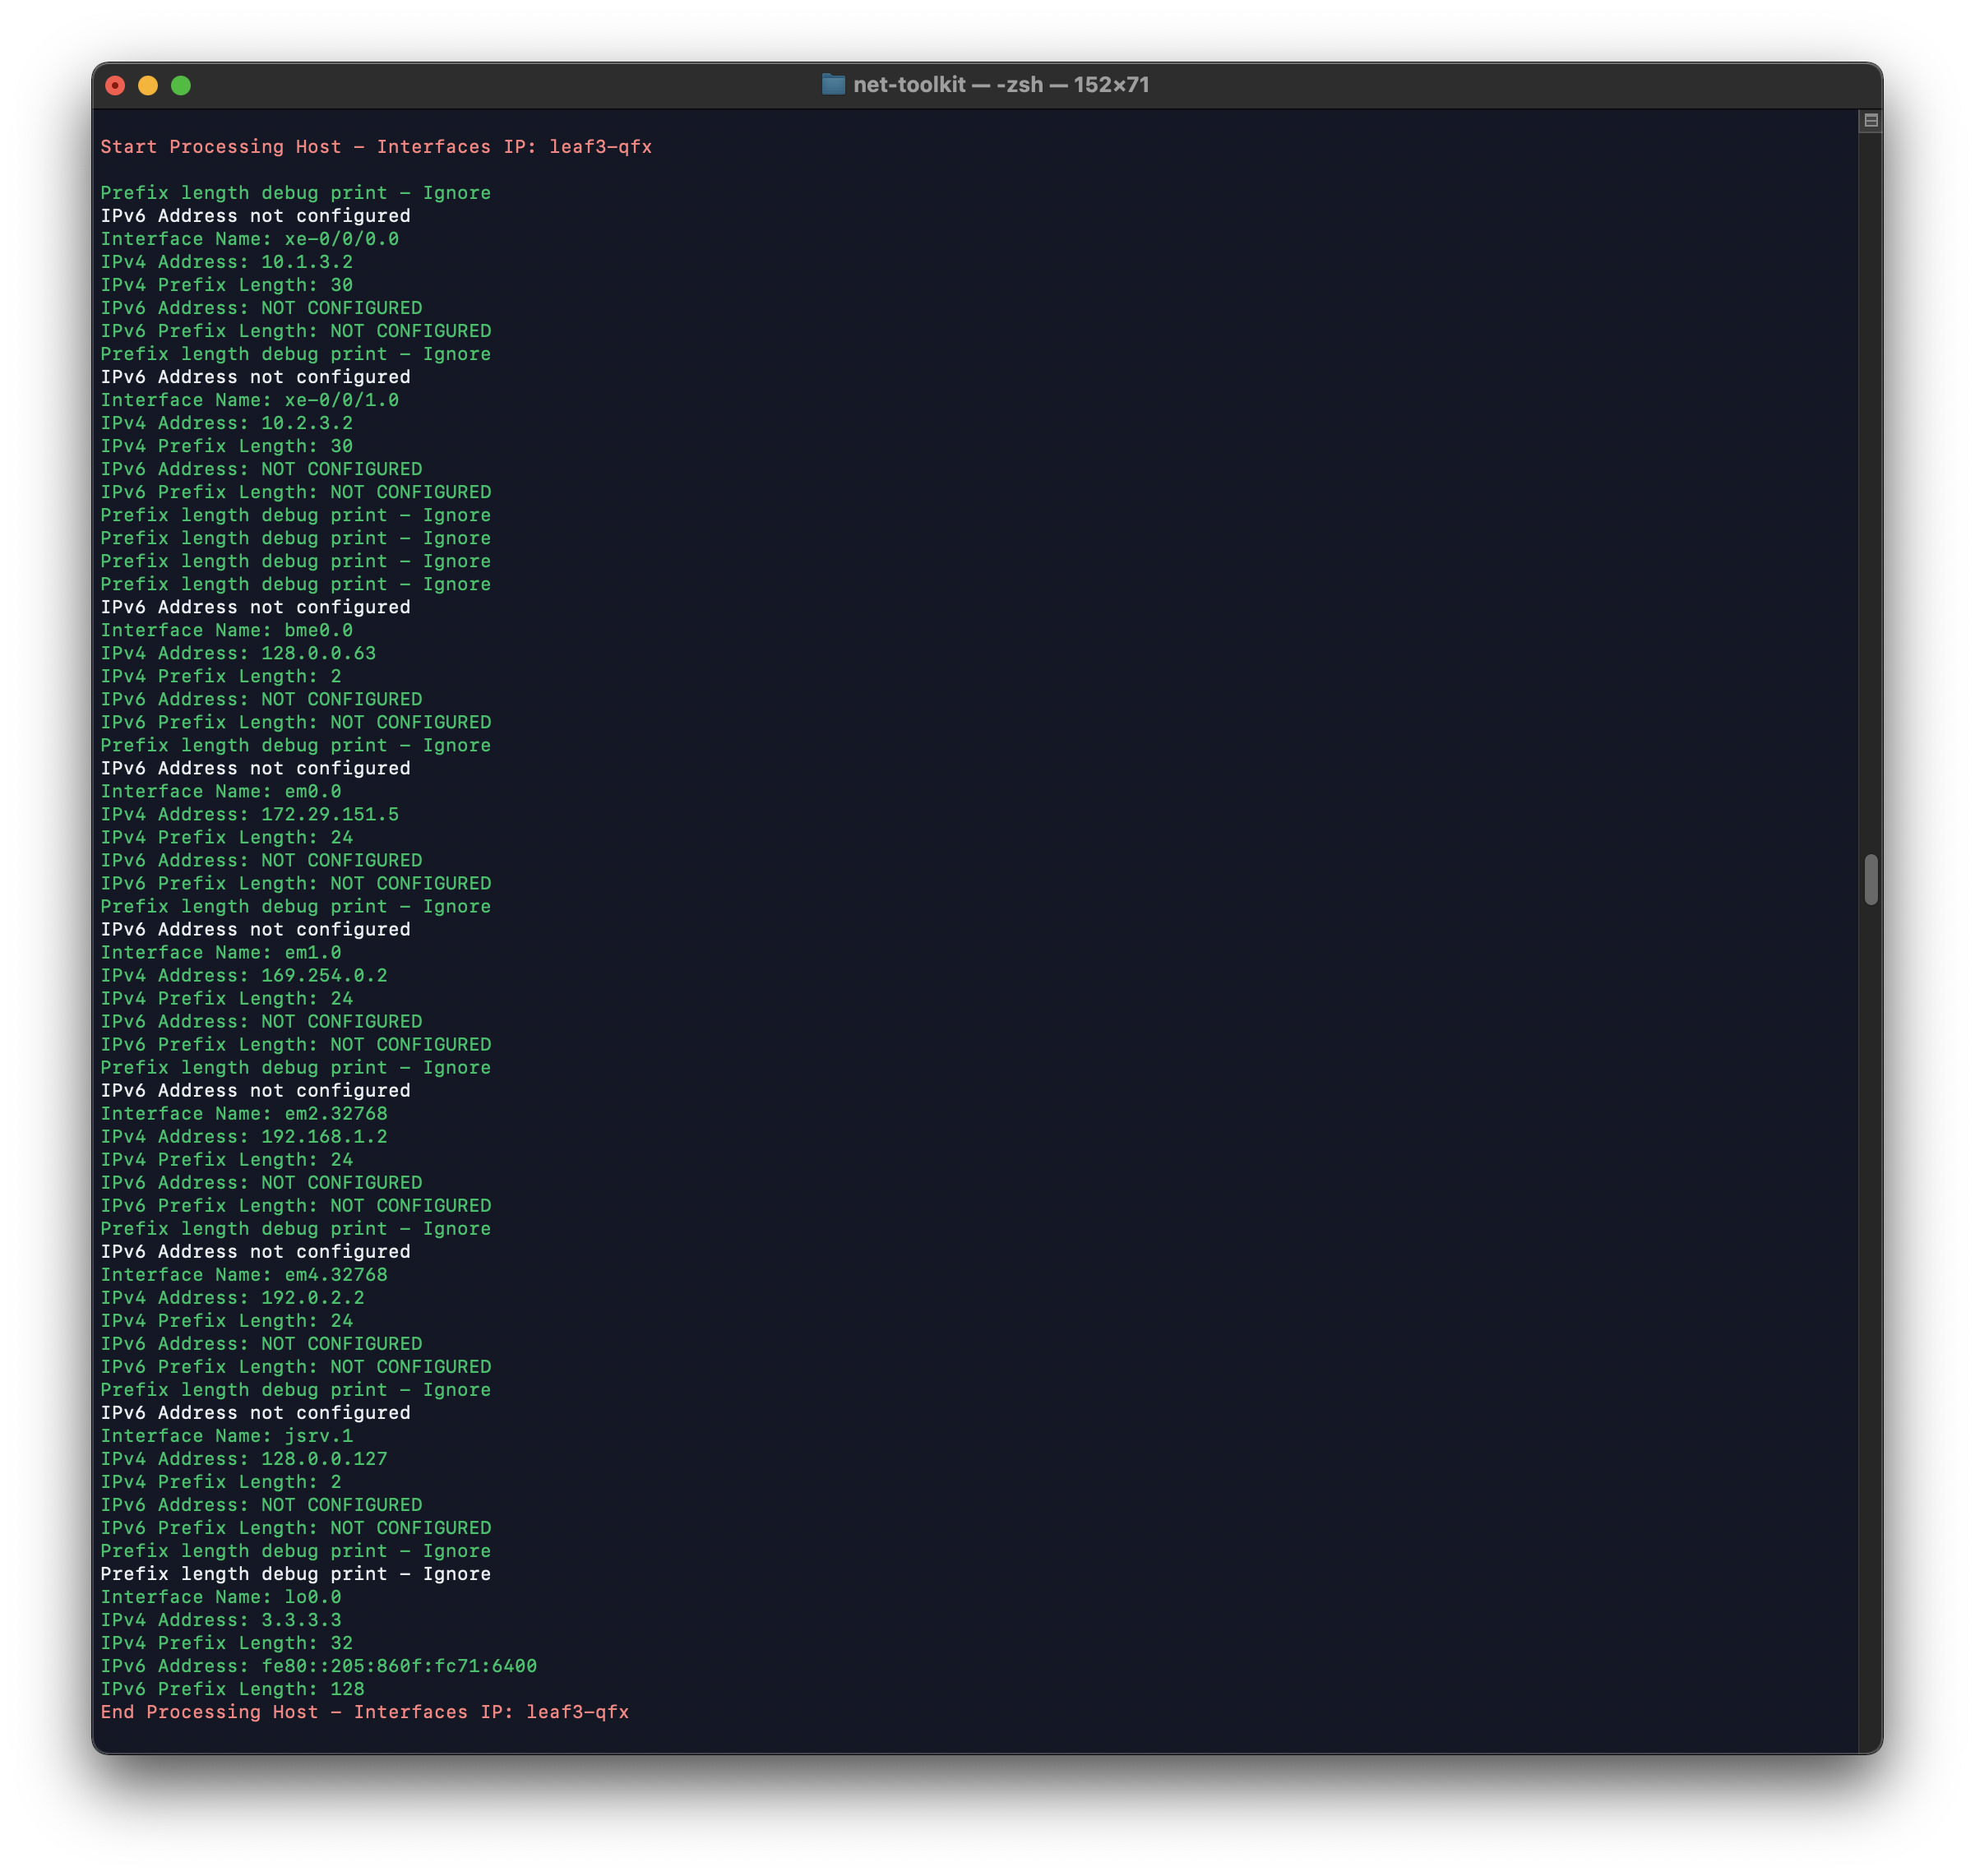 net-toolkit — -zsh — 152×71
Start Processing Host - Interfaces IP: leaf3-qfx
Prefix length debug print - Ignore
IPv6 Address not configured
Interface Name: xe-0/0/0.0
IPv4 Address: 10.1.3.2
IPv4 Prefix Length: 30
IPv6 Address: NOT CONFIGURED
IPv6 Prefix Length: NOT CONFIGURED
Prefix length debug print - Ignore
IPv6 Address not configured
Interface Name: xe-0/0/1.0
IPv4 Address: 10.2.3.2
IPv4 Prefix Length: 30
IPv6 Address: NOT CONFIGURED
IPv6 Prefix Length: NOT CONFIGURED
Prefix length debug print - Ignore
Prefix length debug print - Ignore
Prefix length debug print - Ignore
Prefix length debug print - Ignore
IPv6 Address not configured
Interface Name: bme0.0
IPv4 Address: 128.0.0.63
IPv4 Prefix Length: 2
IPv6 Address: NOT CONFIGURED
IPv6 Prefix Length: NOT CONFIGURED
Prefix length debug print - Ignore
IPv6 Address not configured
Interface Name: em0.0
IPv4 Address: 172.29.151.5
IPv4 Prefix Length: 24
IPv6 Address: NOT CONFIGURED
IPv6 Prefix Length: NOT CONFIGURED
Prefix length debug print - Ignore
IPv6 Address not configured
Interface Name: em1.0
IPv4 Address: 169.254.0.2
IPv4 Prefix Length: 24
IPv6 Address: NOT CONFIGURED
IPv6 Prefix Length: NOT CONFIGURED
Prefix length debug print - Ignore
IPv6 Address not configured
Interface Name: em2.32768
IPv4 Address: 192.168.1.2
IPv4 Prefix Length: 24
IPv6 Address: NOT CONFIGURED
IPv6 Prefix Length: NOT CONFIGURED
Prefix length debug print - Ignore
IPv6 Address not configured
Interface Name: em4.32768
IPv4 Address: 192.0.2.2
IPv4 Prefix Length: 24
IPv6 Address: NOT CONFIGURED
IPv6 Prefix Length: NOT CONFIGURED
Prefix length debug print - Ignore
IPv6 Address not configured
Interface Name: jsrv.1
IPv4 Address: 128.0.0.127
IPv4 Prefix Length: 2
IPv6 Address: NOT CONFIGURED
IPv6 Prefix Length: NOT CONFIGURED
Prefix length debug print - Ignore
Prefix length debug print - Ignore
Interface Name: lo0.0
IPv4 Address: 3.3.3.3
IPv4 Prefix Length: 32
IPv6 Address: fe80::205:860f:fc71:6400
IPv6 Prefix Length: 128
End Processing Host - Interfaces IP: leaf3-qfx